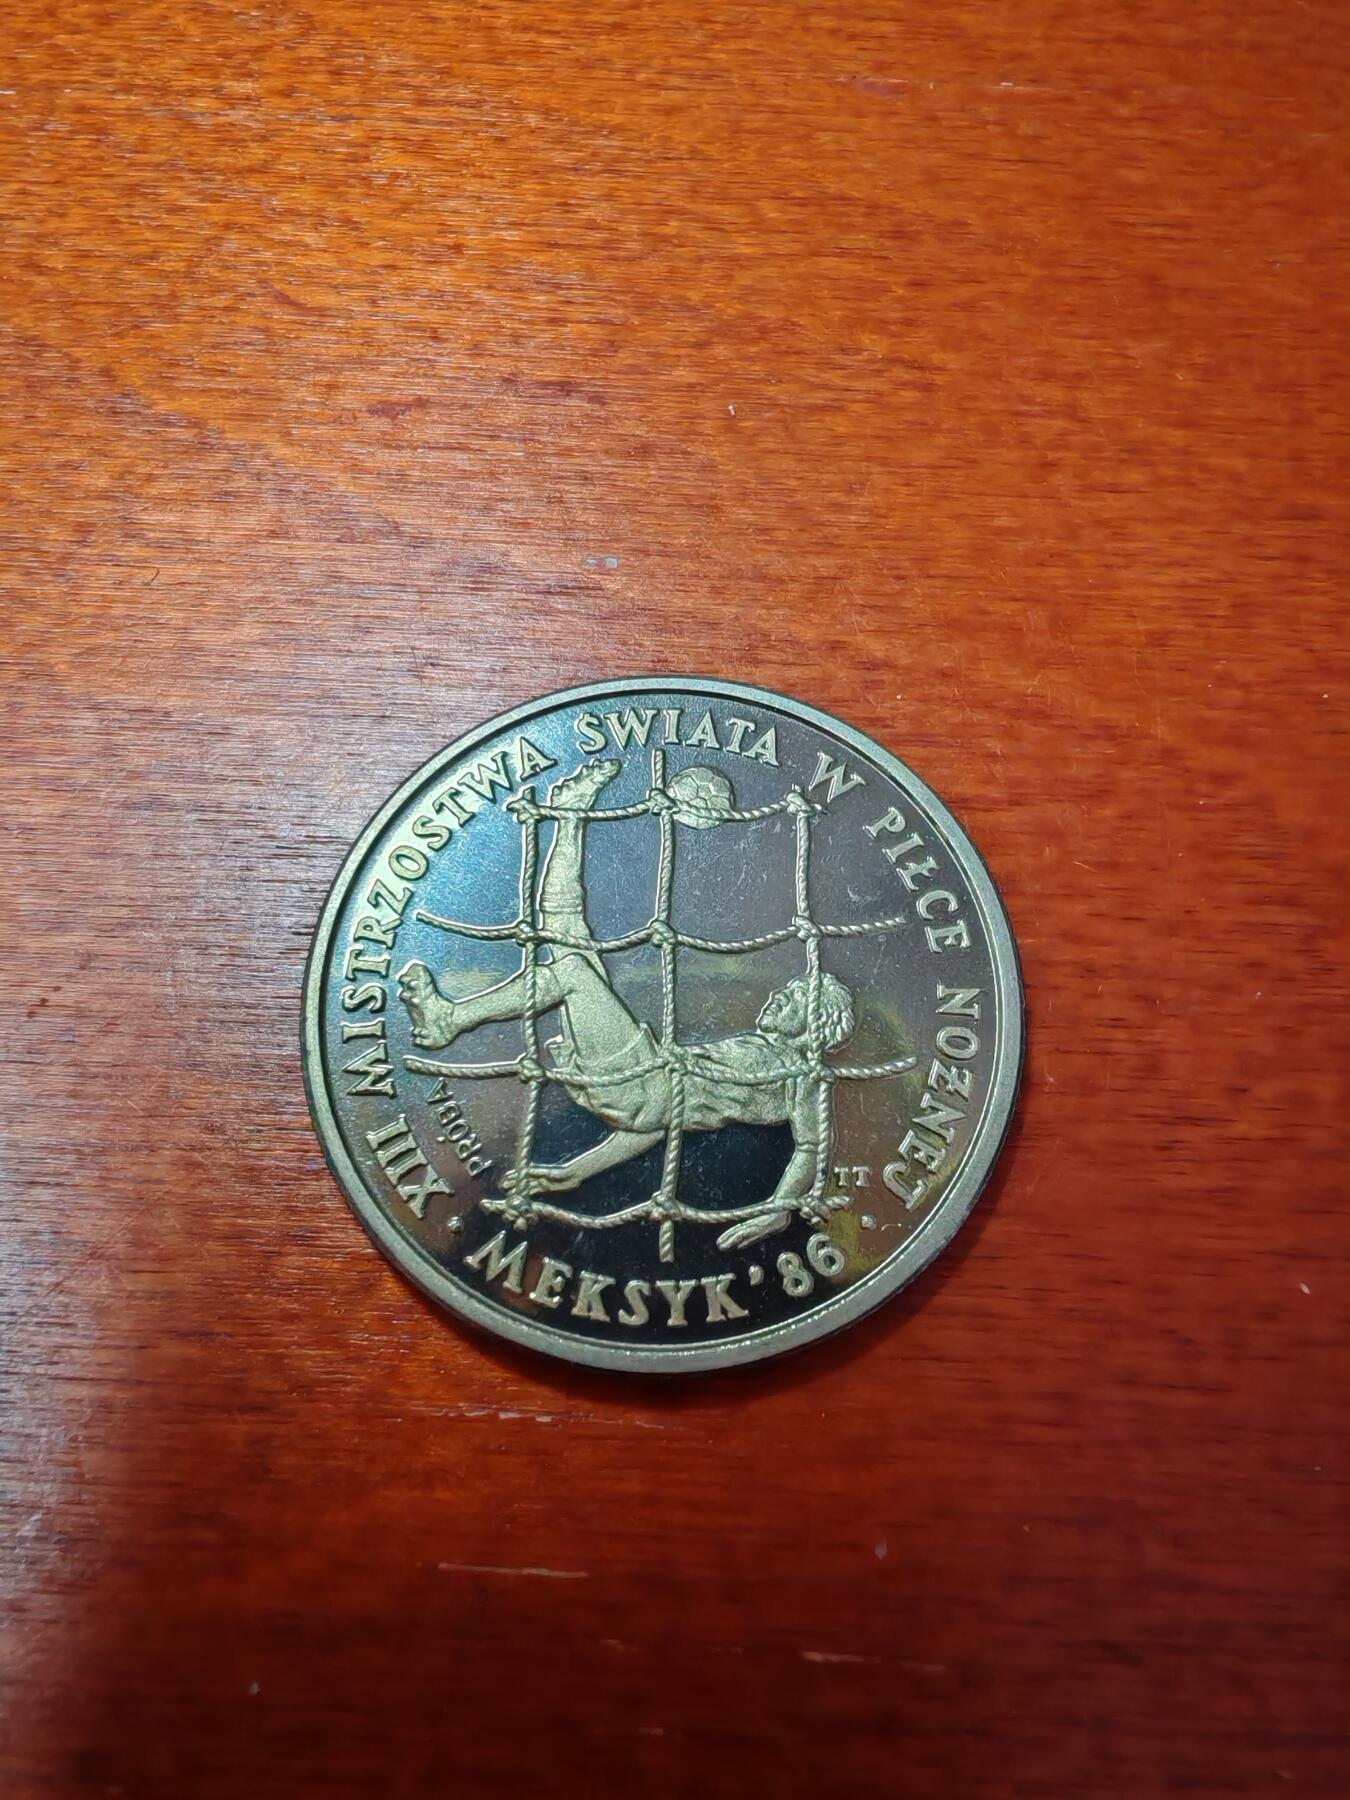 XIII MISTRZOSTWA ŚWIATA W PIŁCE NOŻNEJ
• MEKSYK '86 •
PRÓBA
TT